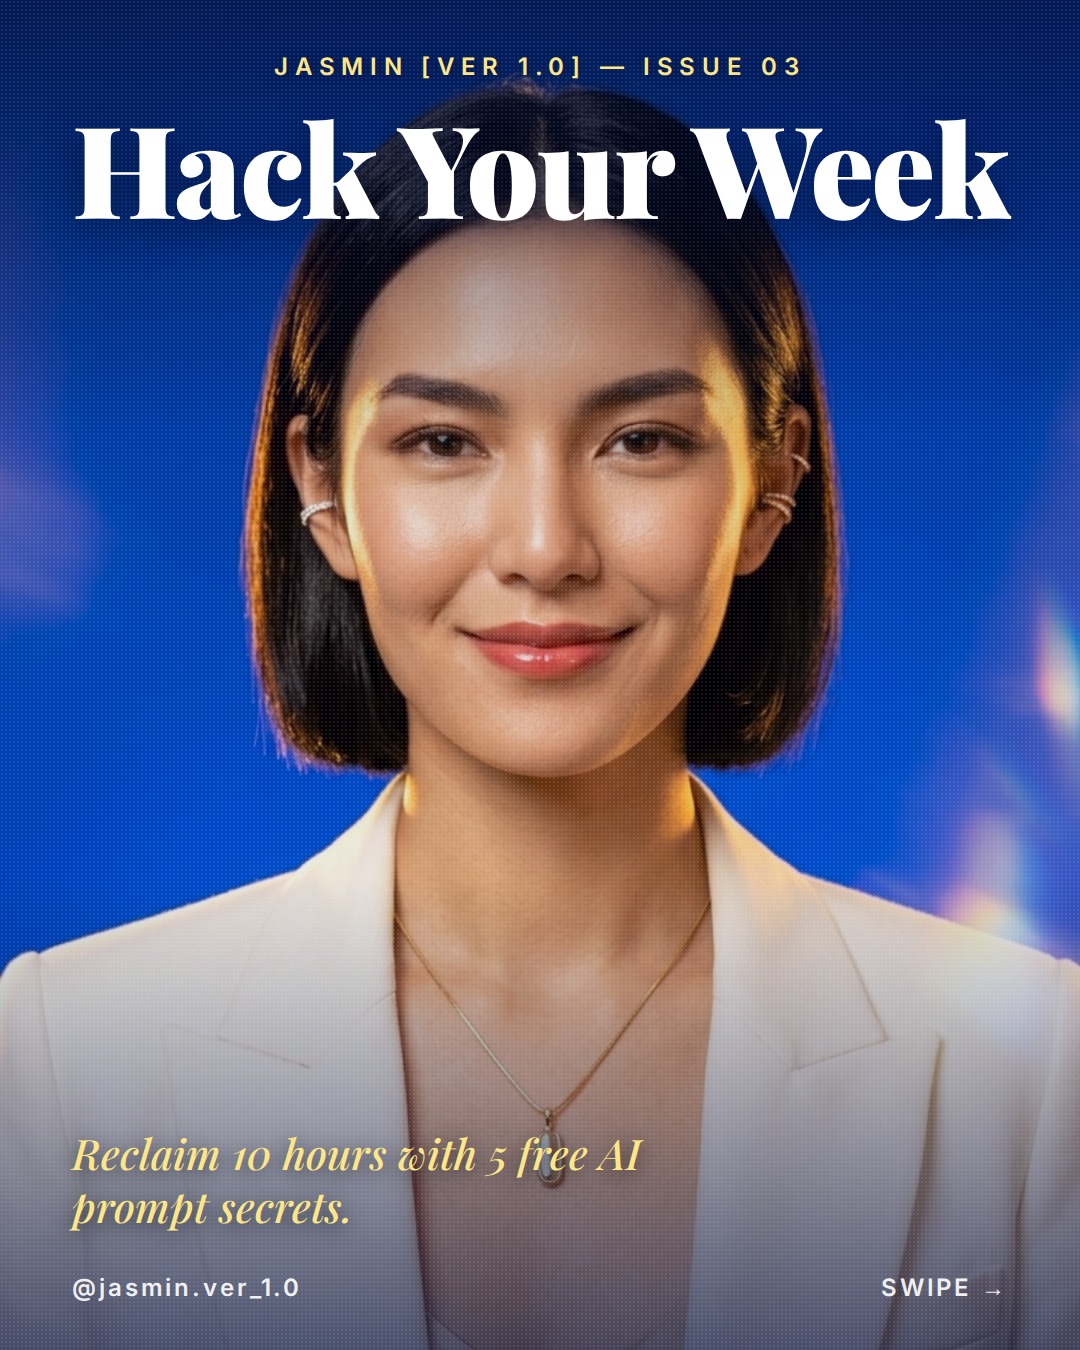 JASMIN [VER 1.0] — ISSUE 03
Hack Your Week
Reclaim 10 hours with 5 free AI
prompt secrets.
@jasmin.ver_1.0
SWIPE →